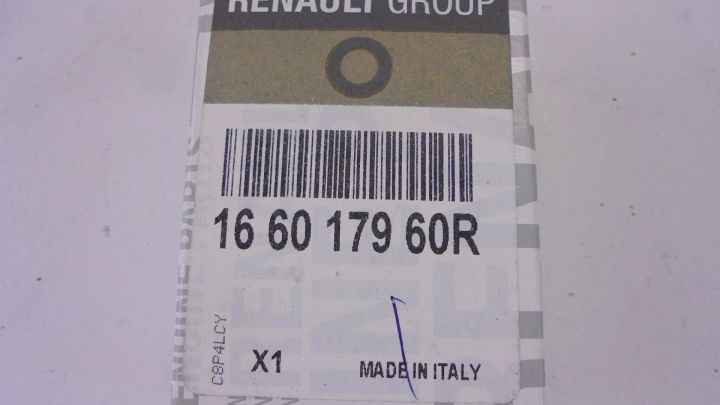 RENAULT GROUP
16 60 179 60R
C8P4LCY
X1
MADE IN ITALY